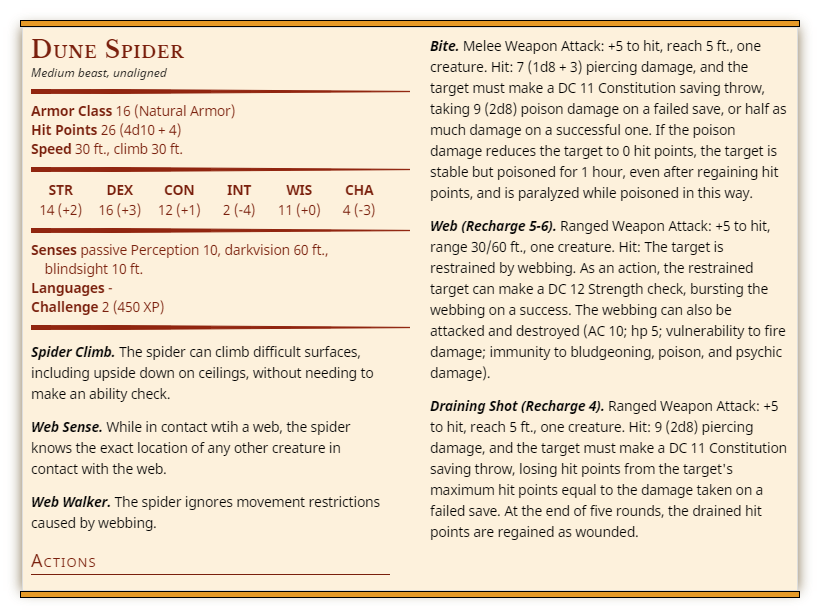 Dune Spider
Medium beast, unaligned
Armor Class 16 (Natural Armor)
Hit Points 26 (4d10 + 4)
Speed 30 ft., climb 30 ft.
STR DEX CON INT WIS CHA
14 (+2) 16 (+3) 12 (+1) 2 (-4) 11 (+0) 4 (-3)
Senses passive Perception 10, darkvision 60 ft.,
blindsight 10 ft.
Languages -
Challenge 2 (450 XP)
Spider Climb. The spider can climb difficult surfaces,
including upside down on ceilings, without needing to
make an ability check.
Web Sense. While in contact wtih a web, the spider
knows the exact location of any other creature in
contact with the web.
Web Walker. The spider ignores movement restrictions
caused by webbing.
Actions
Bite. Melee Weapon Attack: +5 to hit, reach 5 ft., one
creature. Hit: 7 (1d8 + 3) piercing damage, and the
target must make a DC 11 Constitution saving throw,
taking 9 (2d8) poison damage on a failed save, or half as
much damage on a successful one. If the poison
damage reduces the target to 0 hit points, the target is
stable but poisoned for 1 hour, even after regaining hit
points, and is paralyzed while poisoned in this way.
Web (Recharge 5-6). Ranged Weapon Attack: +5 to hit,
range 30/60 ft., one creature. Hit: The target is
restrained by webbing. As an action, the restrained
target can make a DC 12 Strength check, bursting the
webbing on a success. The webbing can also be
attacked and destroyed (AC 10; hp 5; vulnerability to fire
damage; immunity to bludgeoning, poison, and psychic
damage).
Draining Shot (Recharge 4). Ranged Weapon Attack: +5
to hit, reach 5 ft., one creature. Hit: 9 (2d8) piercing
damage, and the target must make a DC 11 Constitution
saving throw, losing hit points from the target's
maximum hit points equal to the damage taken on a
failed save. At the end of five rounds, the drained hit
points are regained as wounded.